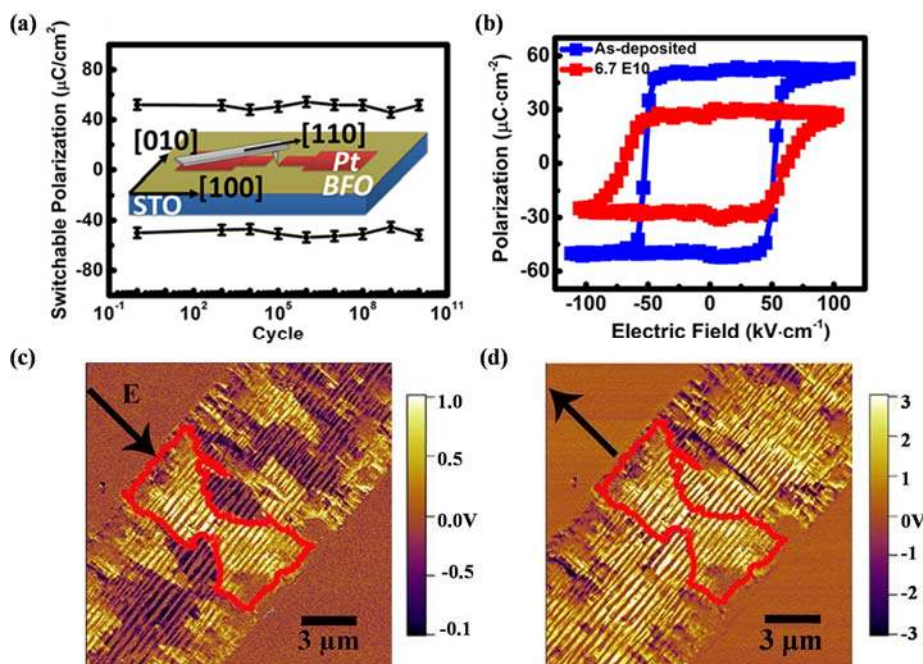 (a)
Switchable Polarization (μC/cm²)
80
40
0
-40
-80
[010]
[110]
[100]
Pt
BFO
STO
10⁻¹
10²
10⁵
10⁸
10¹¹
Cycle
(b)
As-deposited
6.7 E10
Polarization (μC·cm⁻²)
60
30
0
-30
-60
-100
-50
0
50
100
Electric Field (kV·cm⁻¹)
(c)
E
3 μm
1.0
0.5
0.0V
-0.5
-0.1
(d)
3 μm
3
2
1
0V
-1
-2
-3